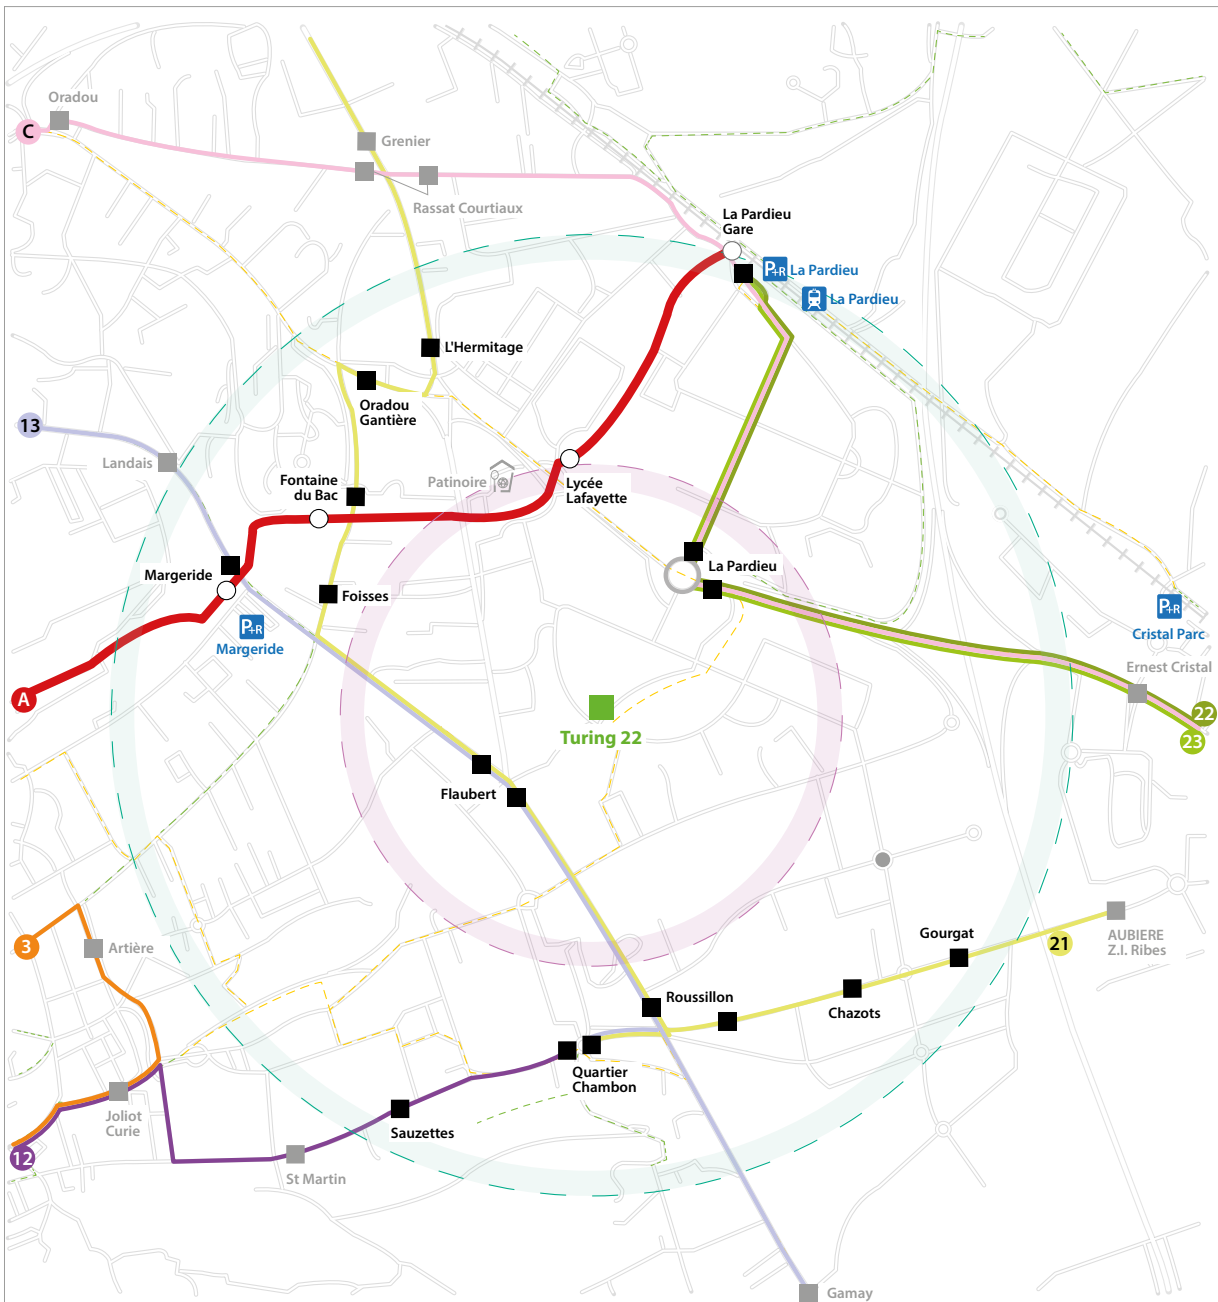 Oradou
C
Grenier
Rassat Courtiaux
La Pardieu
Gare
P+R
La Pardieu
La Pardieu
L'Hermitage
Oradou
Gantière
13
Landais
Fontaine
du Bac
Patinoire
Lycée
Lafayette
Margeride
La Pardieu
Foisses
P+R
Margeride
P+R
Cristal Parc
Ernest Cristal
A
22
23
Turing 22
Flaubert
3
Artière
Gourgat
21
AUBIERE
Z.I. Ribes
Roussillon
Chazots
Quartier
Chambon
Joliot
Curie
Sauzettes
12
St Martin
Gamay